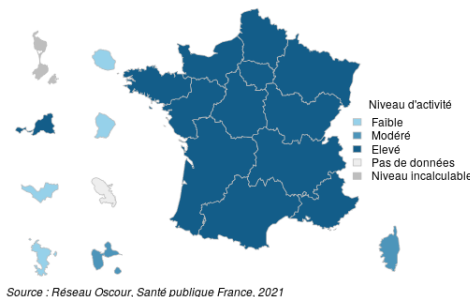 Niveau d'activité
Faible
Modéré
Elevé
Pas de données
Niveau incalculable
Source : Réseau Oscour, Santé publique France, 2021